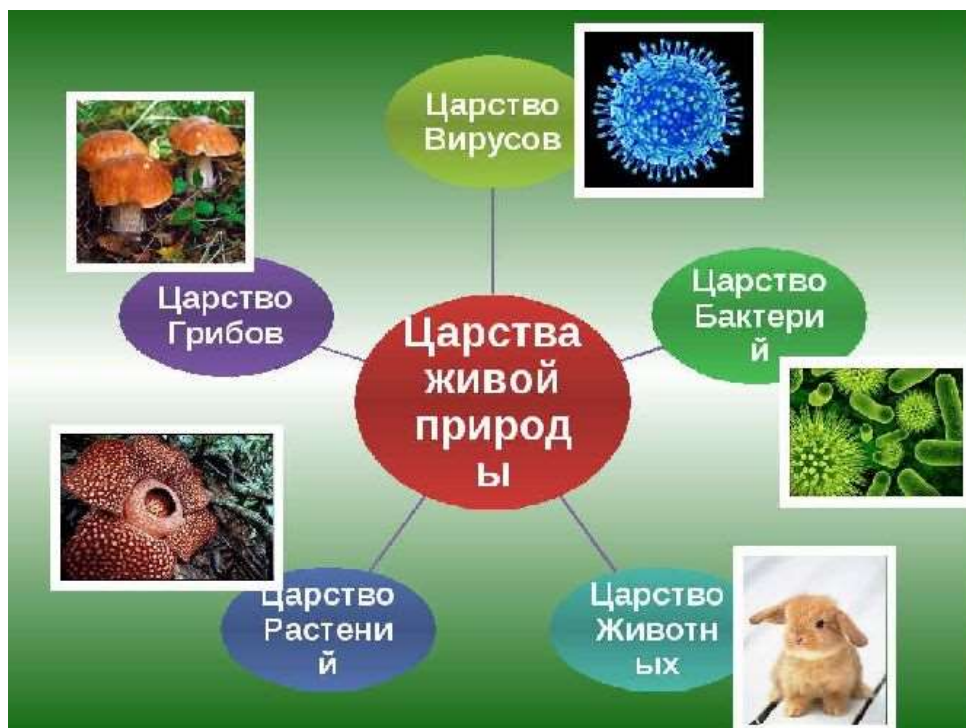 Царство
Вирусов
Царство
Грибов
Царство
Бактери
й
Царства
живой
природ
ы
Царство
Растени
й
Царство
Животн
ых